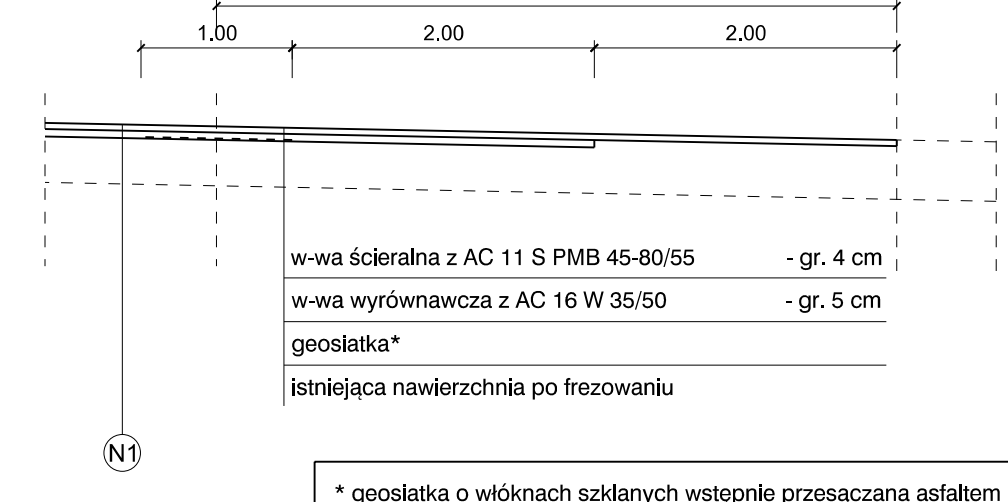 1.00 2.00 2.00
w-wa ścieralna z AC 11 S PMB 45-80/55 - gr. 4 cm
w-wa wyrównawcza z AC 16 W 35/50 - gr. 5 cm
geosiatka*
istniejąca nawierzchnia po frezowaniu
N1
* geosiatka o włóknach szklanych wstępnie przesączana asfaltem